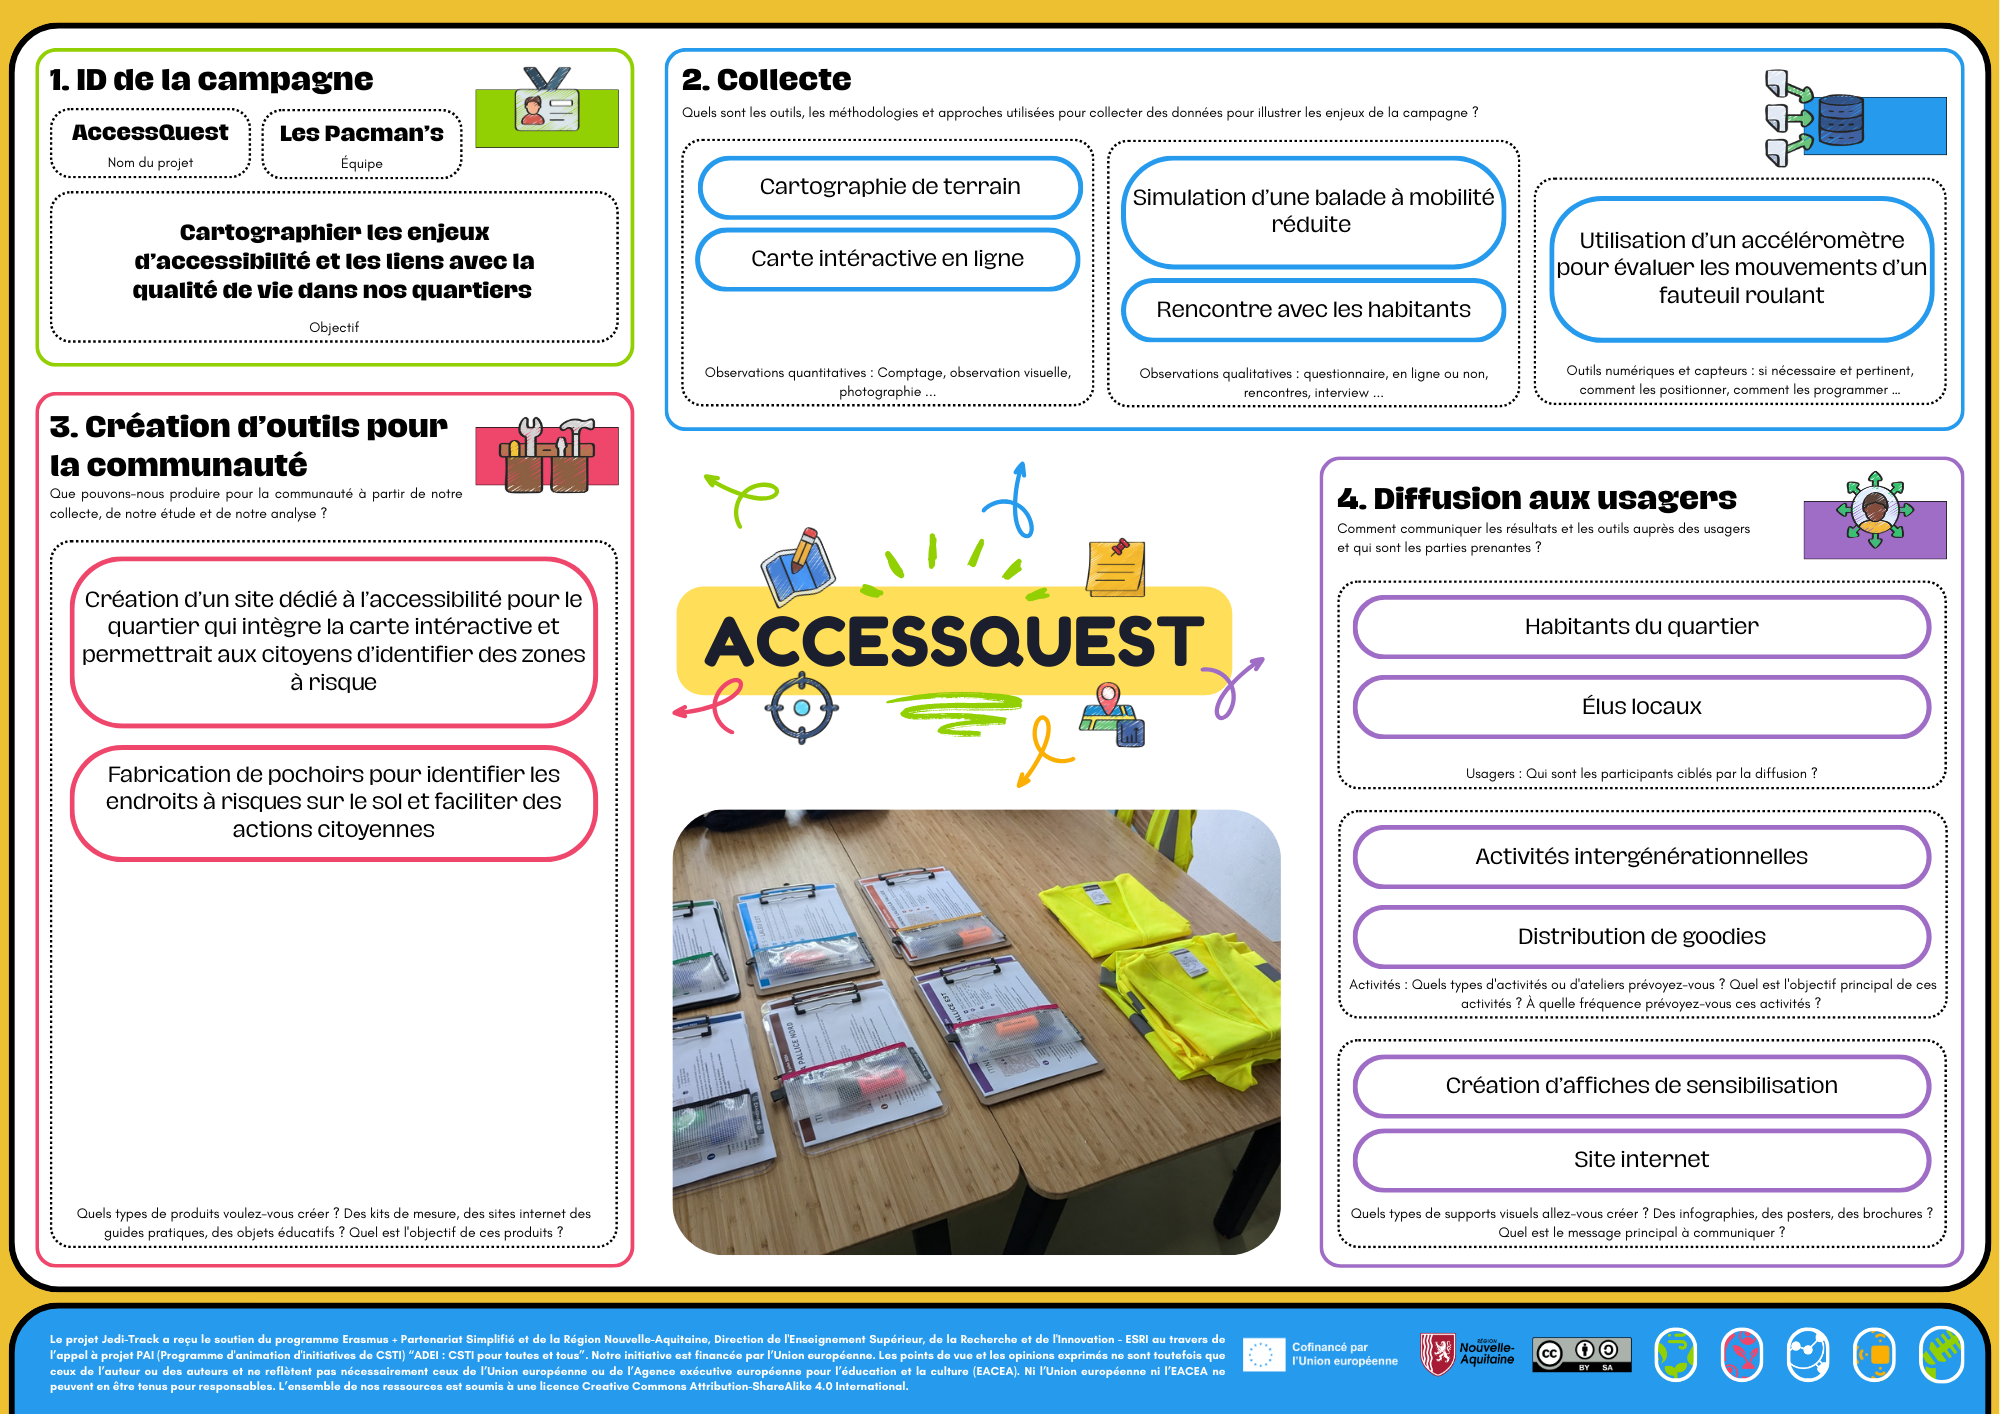 1. ID de la campagne
AccessQuest
Nom du projet
Les Pacman's
Équipe
Cartographier les enjeux
d'accessibilité et les liens avec la
qualité de vie dans nos quartiers
Objectif
2. Collecte
Quels sont les outils, les méthodologies et approches utilisées pour collecter des données pour illustrer les enjeux de la campagne ?
Cartographie de terrain
Carte intéractive en ligne
Observations quantitatives : Comptage, observation visuelle,
photographie ...
Simulation d'une balade à mobilité
réduite
Rencontre avec les habitants
Observations qualitatives : questionnaire, en ligne ou non,
rencontres, interview ...
Utilisation d'un accéléromètre
pour évaluer les mouvements d'un
fauteuil roulant
Outils numériques et capteurs : si nécessaire et pertinent,
comment les positionner, comment les programmer ...
3. Création d'outils pour
la communauté
Que pouvons-nous produire pour la communauté à partir de notre
collecte, de notre étude et de notre analyse ?
Création d'un site dédié à l'accessibilité pour le
quartier qui intègre la carte intéractive et
permettrait aux citoyens d'identifier des zones
à risque
Fabrication de pochoirs pour identifier les
endroits à risques sur le sol et faciliter des
actions citoyennes
Quels types de produits voulez-vous créer ? Des kits de mesure, des sites internet des
guides pratiques, des objets éducatifs ? Quel est l'objectif de ces produits ?
ACCESSQUEST
PALLICE NORD
PALLICE EST
4. Diffusion aux usagers
Comment communiquer les résultats et les outils auprès des usagers
et qui sont les parties prenantes ?
Habitants du quartier
Élus locaux
Usagers : Qui sont les participants ciblés par la diffusion ?
Activités intergénérationnelles
Distribution de goodies
Activités : Quels types d'activités ou d'ateliers prévoyez-vous ? Quel est l'objectif principal de ces
activités ? À quelle fréquence prévoyez-vous ces activités ?
Création d'affiches de sensibilisation
Site internet
Quels types de supports visuels allez-vous créer ? Des infographies, des posters, des brochures ?
Quel est le message principal à communiquer ?
Le projet Jedi-Track a reçu le soutien du programme Erasmus + Partenariat Simplifié et de la Région Nouvelle-Aquitaine, Direction de l'Enseignement Supérieur, de la Recherche et de l'Innovation - ESRI au travers de
l'appel à projet PAI (Programme d'animation d'initiatives de CSTI) "ADEI : CSTI pour toutes et tous". Notre initiative est financée par l'Union européenne. Les points de vue et les opinions exprimés ne sont toutefois que
ceux de l'auteur ou des auteurs et ne reflètent pas nécessairement ceux de l'Union européenne ou de l'Agence exécutive européenne pour l'éducation et la culture (EACEA). Ni l'Union européenne ni l'EACEA ne
peuvent en être tenus pour responsables. L'ensemble de nos ressources est soumis à une licence Creative Commons Attribution-ShareAlike 4.0 International.
Cofinancé par
l'Union européenne
RÉGION
Nouvelle-
Aquitaine
cc
BY SA